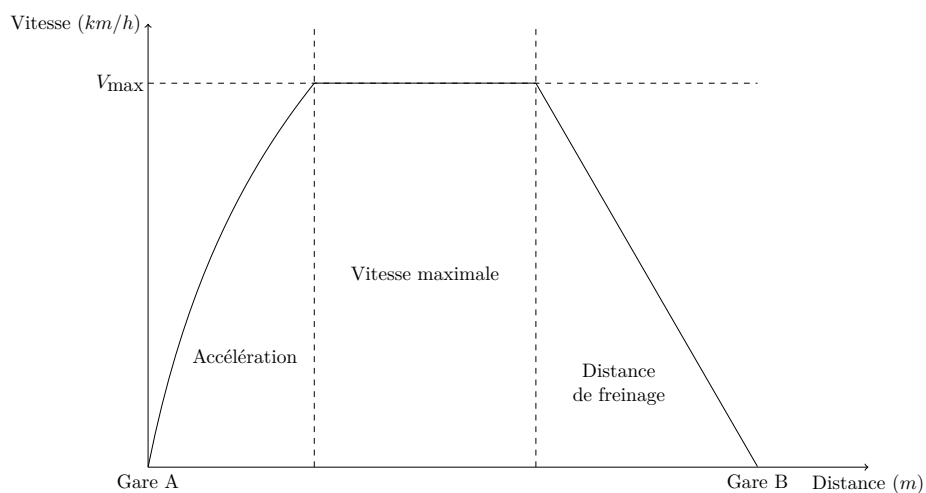 Vitesse (km/h)
Vmax
Vitesse maximale
Accélération
Distance
de freinage
Gare A
Gare B
Distance (m)